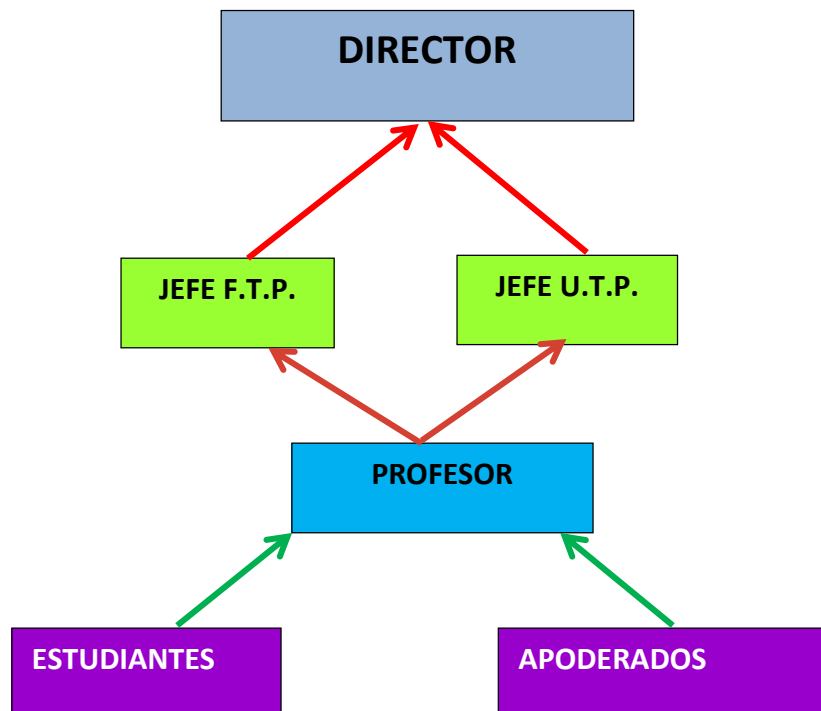 DIRECTOR
JEFE F.T.P.
JEFE U.T.P.
PROFESOR
ESTUDIANTES
APODERADOS